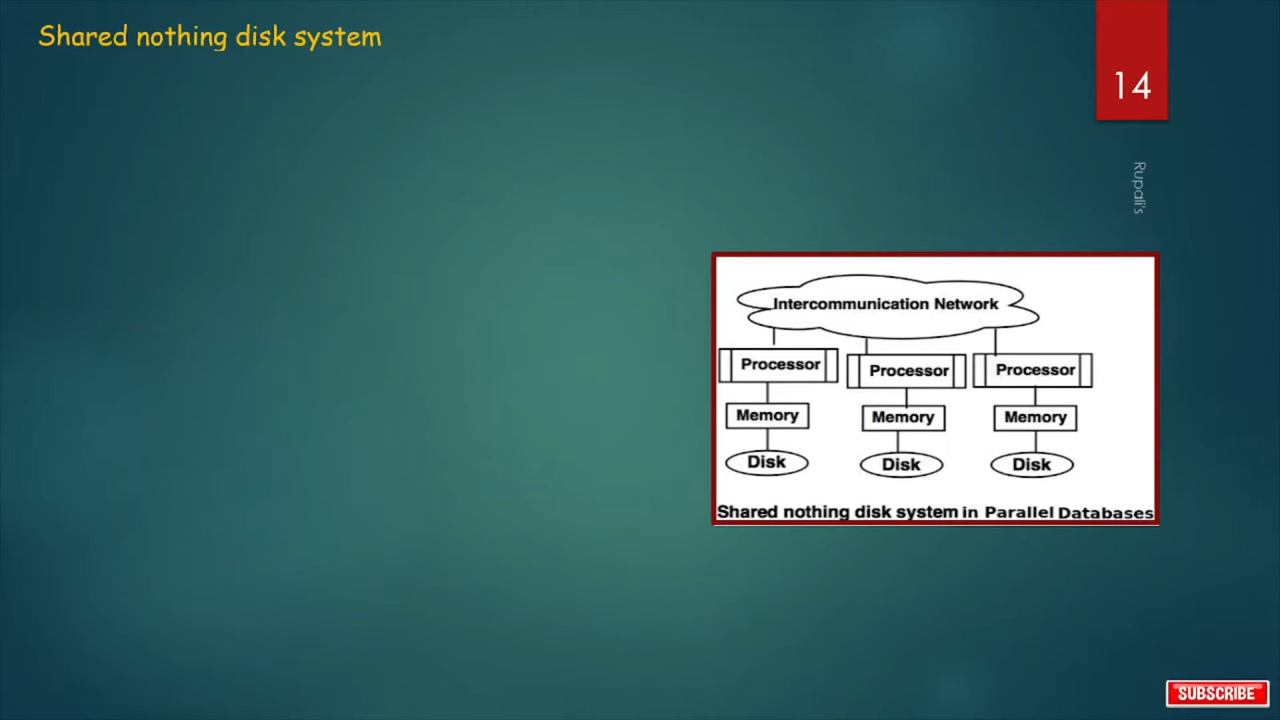 Shared nothing disk system
14
Rupali's
Intercommunication Network
Processor Processor Processor
Memory Memory Memory
Disk Disk Disk
Shared nothing disk system in Parallel Databases
SUBSCRIBE